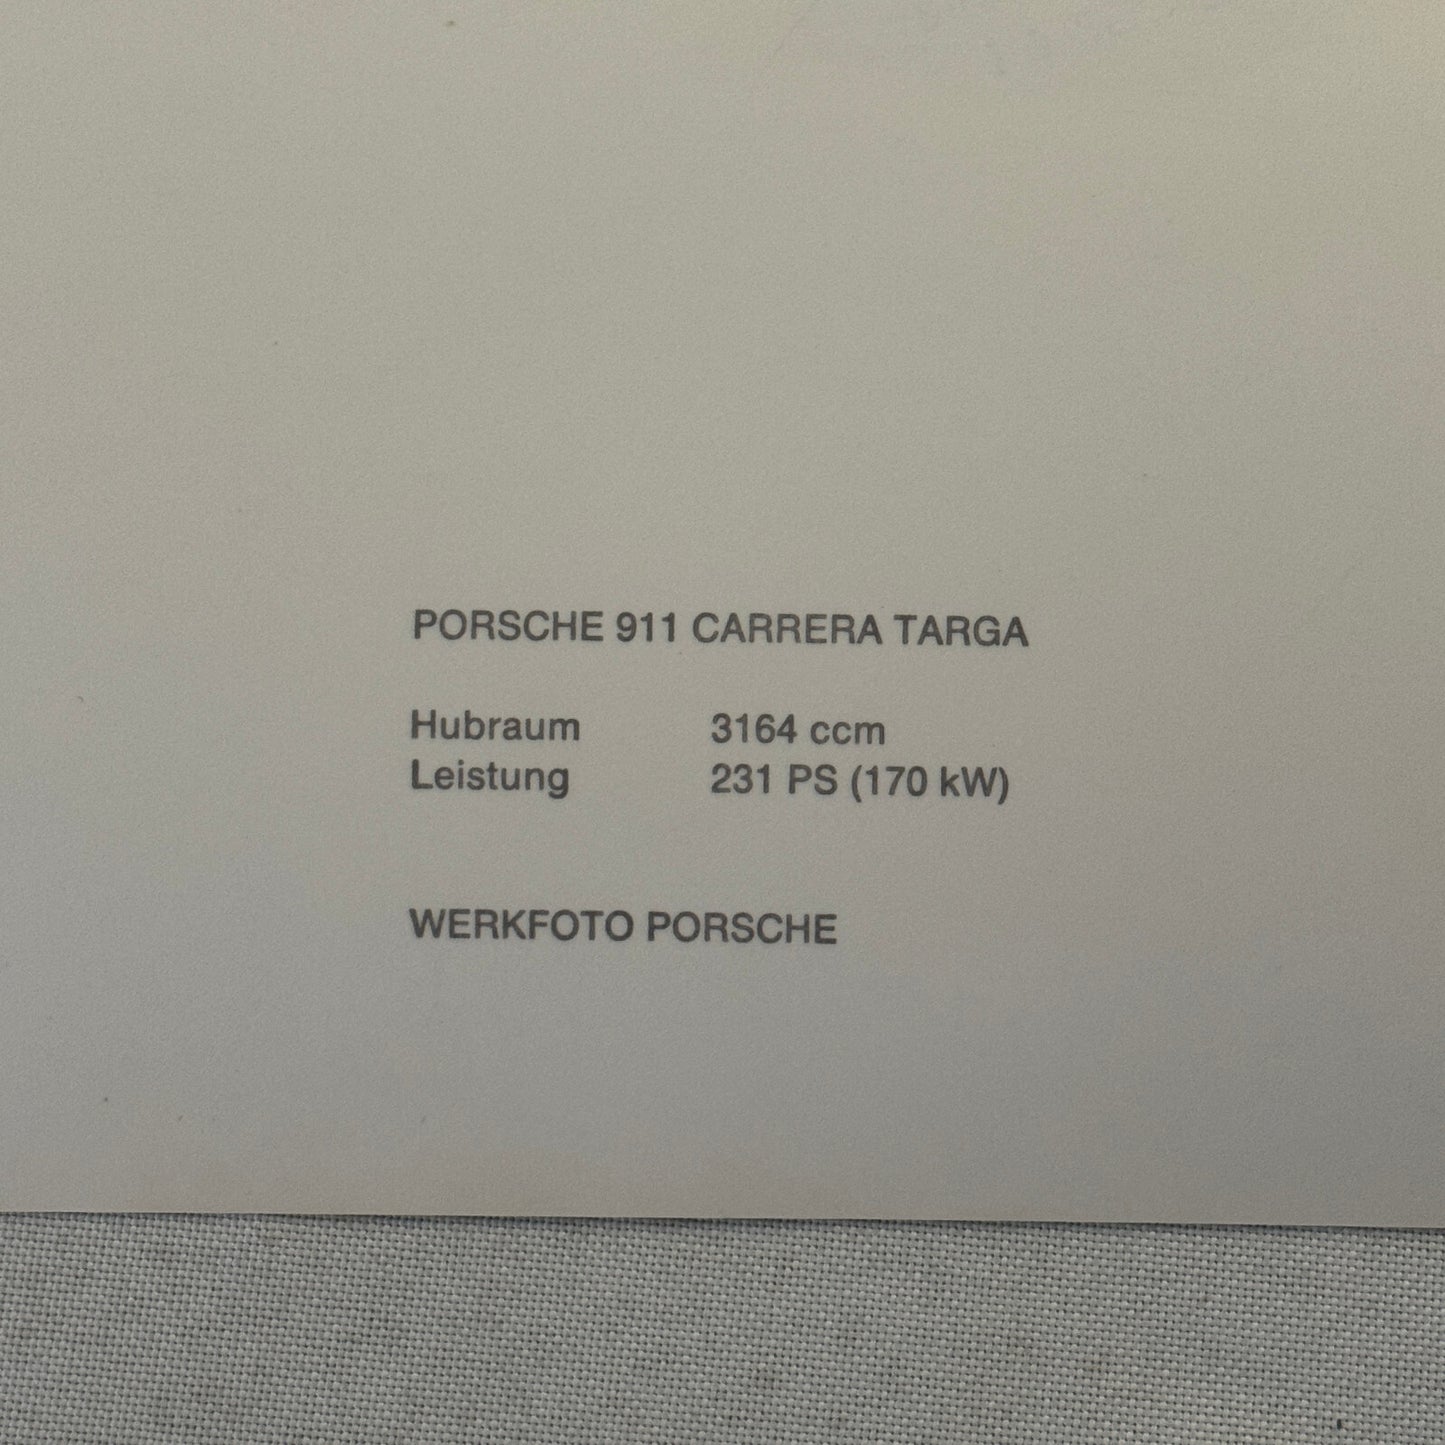 PORSCHE 911 CARRERA TARGA
Hubraum 3164 ccm
Leistung 231 PS (170 kW)
WERKFOTO PORSCHE